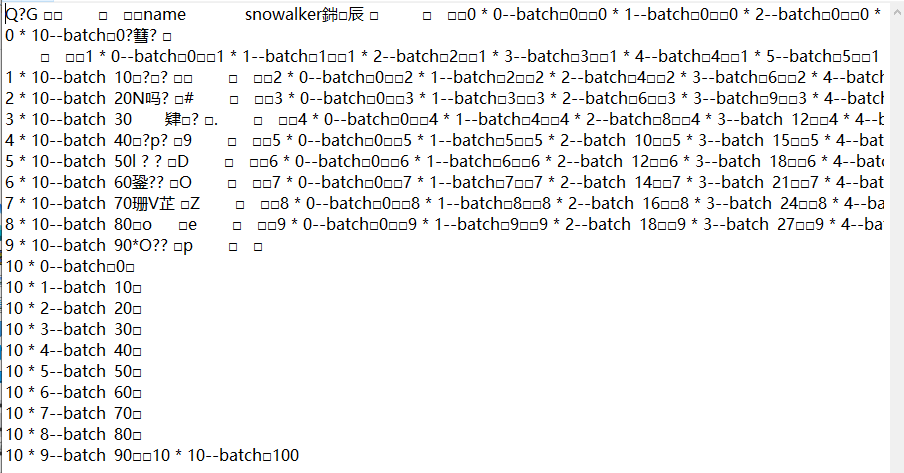 Q?G □□ □ □□name snowalker鈰□辰 □ □ □□0 * 0--batch□0□□0 * 1--batch□0□□0 * 2--batch□0□□0 *
0 * 10--batch□0?篲? □
□ □□1 * 0--batch□0□□1 * 1--batch□1□□1 * 2--batch□2□□1 * 3--batch□3□□1 * 4--batch□4□□1 * 5--batch□5□□1
1 * 10--batch 10□?□? □□ □ □□2 * 0--batch□0□□2 * 1--batch□2□□2 * 2--batch□4□□2 * 3--batch□6□□2 * 4--batch
2 * 10--batch 20N吗? □# □ □□3 * 0--batch□0□□3 * 1--batch□3□□3 * 2--batch□6□□3 * 3--batch□9□□3 * 4--batch
3 * 10--batch 30 肄□? □. □ □□4 * 0--batch□0□□4 * 1--batch□4□□4 * 2--batch□8□□4 * 3--batch 12□□4 * 4--b
4 * 10--batch 40□?p? □9 □ □□5 * 0--batch□0□□5 * 1--batch□5□□5 * 2--batch 10□□5 * 3--batch 15□□5 * 4--bat
5 * 10--batch 50l ? ? □D □ □□6 * 0--batch□0□□6 * 1--batch□6□□6 * 2--batch 12□□6 * 3--batch 18□□6 * 4--bat
6 * 10--batch 60蛩?? □O □ □□7 * 0--batch□0□□7 * 1--batch□7□□7 * 2--batch 14□□7 * 3--batch 21□□7 * 4--bat
7 * 10--batch 70珊V芷 □Z □ □□8 * 0--batch□0□□8 * 1--batch□8□□8 * 2--batch 16□□8 * 3--batch 24□□8 * 4--bat
8 * 10--batch 80□o □e □ □□9 * 0--batch□0□□9 * 1--batch□9□□9 * 2--batch 18□□9 * 3--batch 27□□9 * 4--bat
9 * 10--batch 90*O?? □p □ □
10 * 0--batch□0□
10 * 1--batch 10□
10 * 2--batch 20□
10 * 3--batch 30□
10 * 4--batch 40□
10 * 5--batch 50□
10 * 6--batch 60□
10 * 7--batch 70□
10 * 8--batch 80□
10 * 9--batch 90□□10 * 10--batch□100